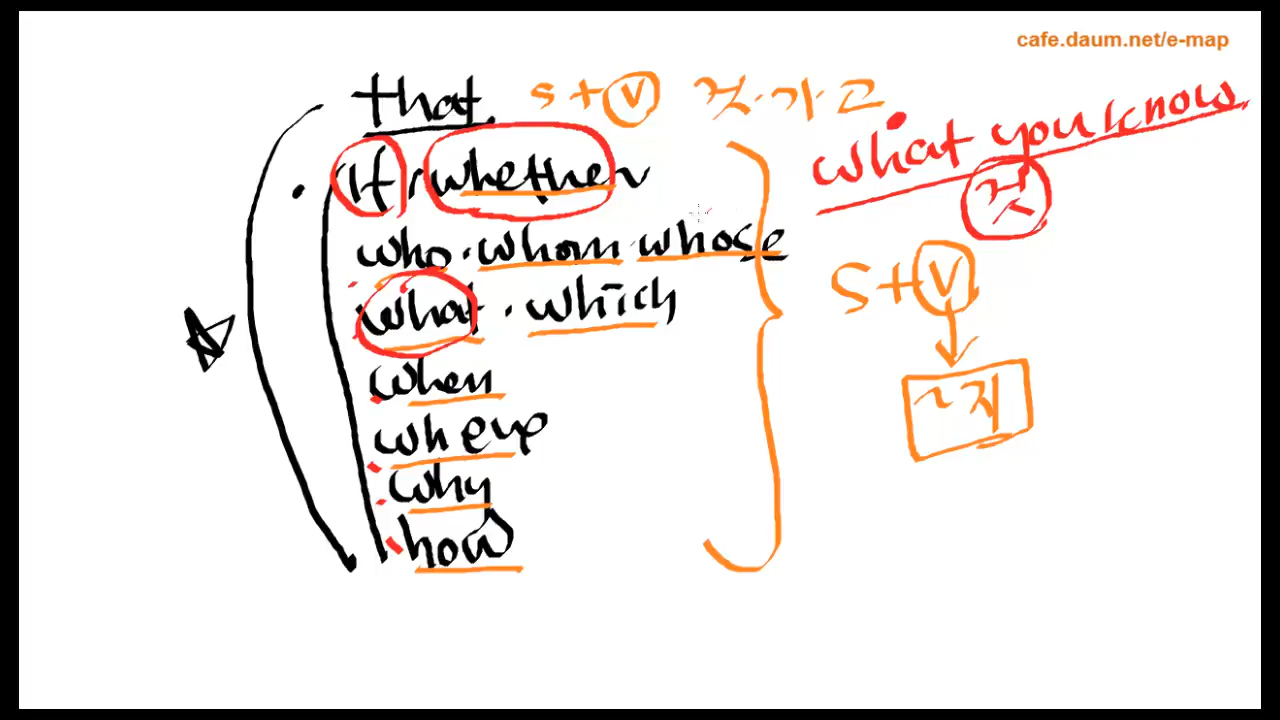 cafe.daum.net/e-map
that s+v 것·가·고
what you know
것
·if·whether
who·whom·whose
what·which
S+V
~지
when
where
why
how